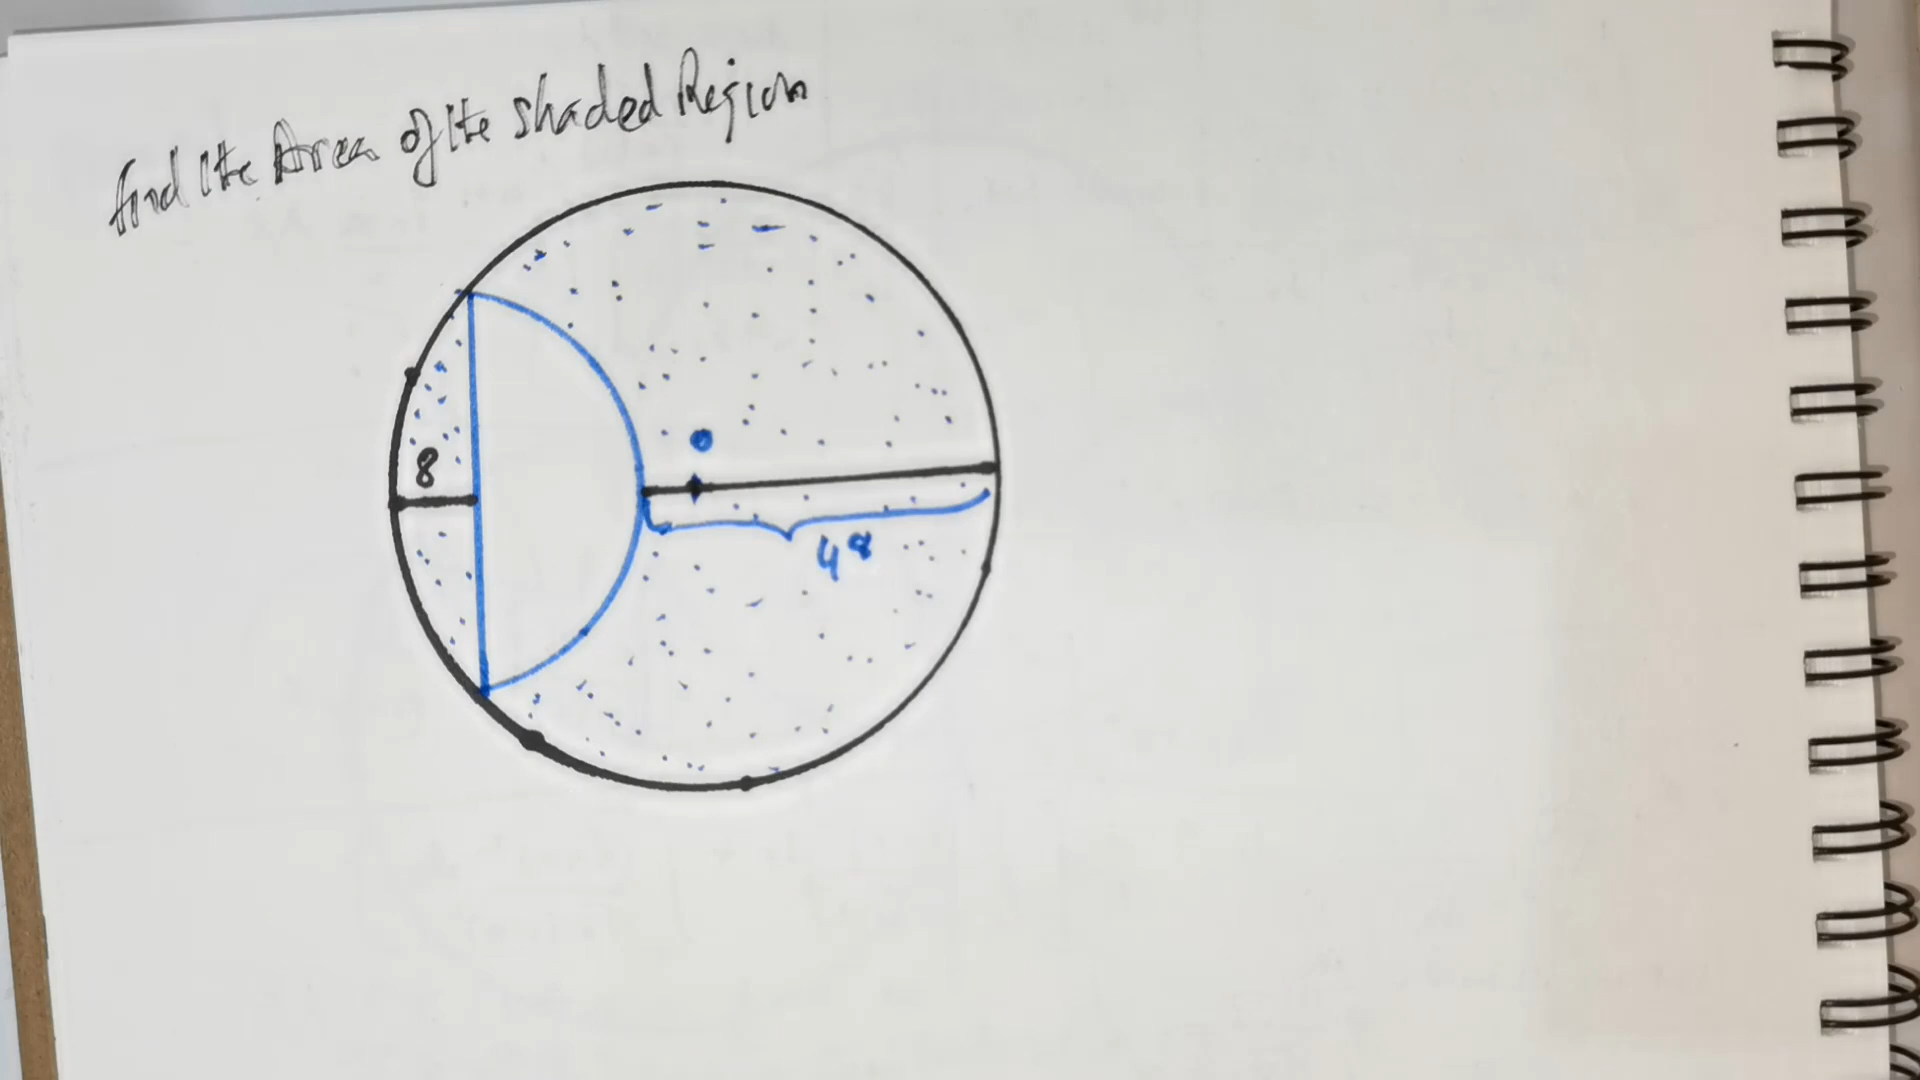 find the Area of the shaded Region
8
o
48